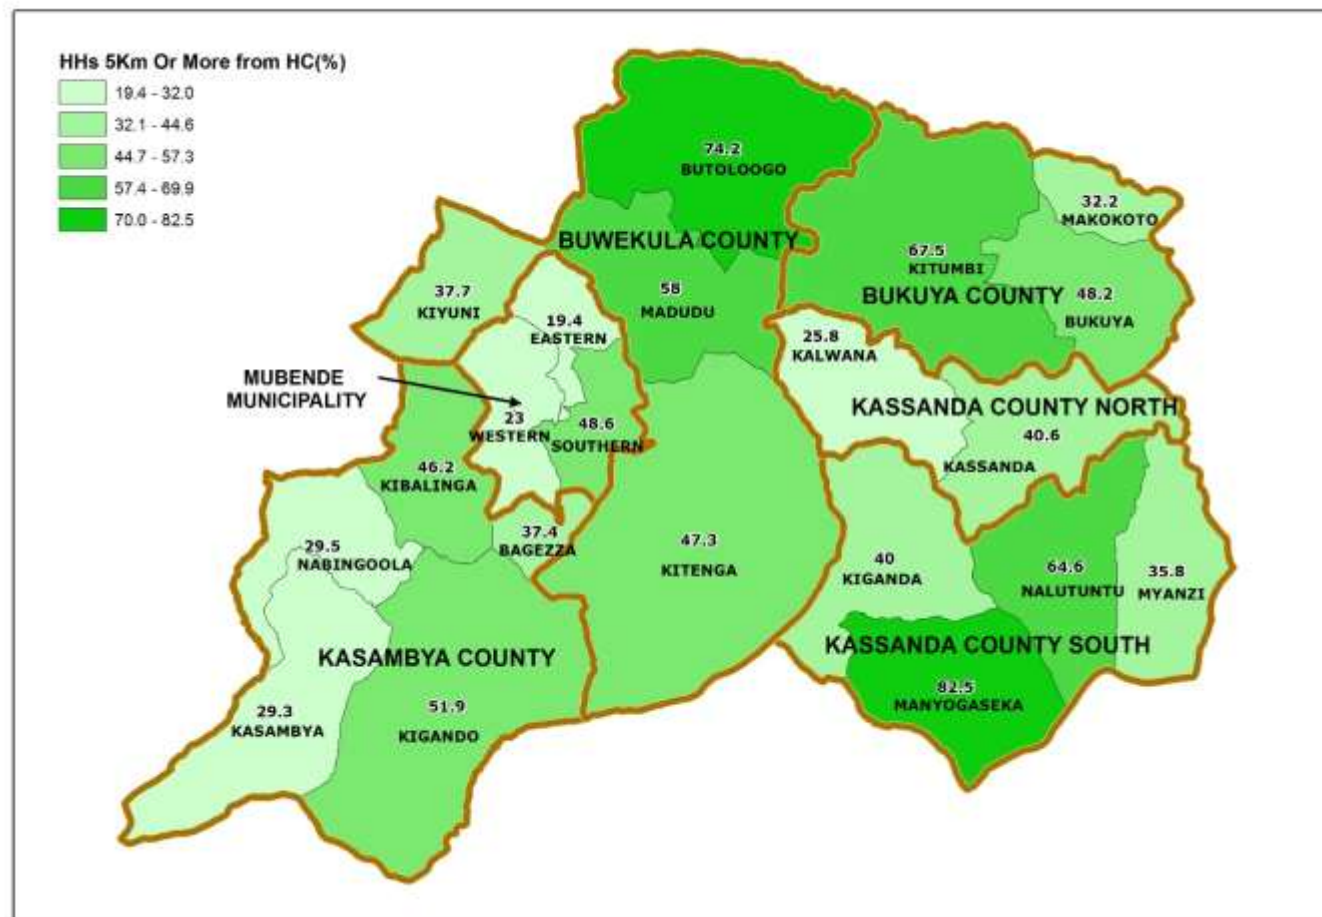 HHs 5Km Or More from HC(%)
19.4 - 32.0
32.1 - 44.6
44.7 - 57.3
57.4 - 69.9
70.0 - 82.5
74.2
BUTOLOOGO
32.2
MAKOKOTO
BUWEKULA COUNTY
67.5
KITUMBI
37.7
KIYUNI
58
MADUDU
BUKUYA COUNTY
48.2
BUKUYA
19.4
EASTERN
25.8
KALWANA
MUBENDE
MUNICIPALITY
KASSANDA COUNTY NORTH
23
WESTERN
48.6
SOUTHERN
40.6
KASSANDA
46.2
KIBALINGA
37.4
BAGEZZA
29.5
NABINGOOLA
47.3
KITENGA
40
KIGANDA
64.6
NALUTUNTU
35.8
MYANZI
KASAMBYA COUNTY
KASSANDA COUNTY SOUTH
82.5
MANYOGASEKA
29.3
KASAMBYA
51.9
KIGANDO